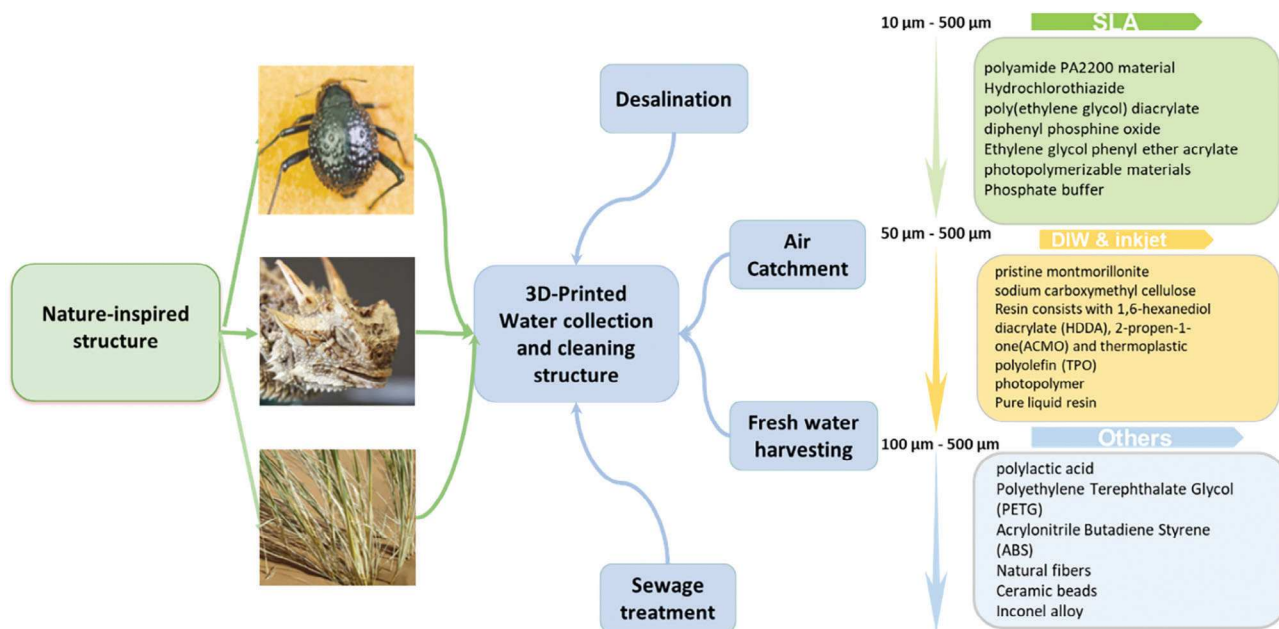 Nature-inspired
structure
Desalination
3D-Printed
Water collection
and cleaning
structure
Air
Catchment
Fresh water
harvesting
Sewage
treatment
10 μm - 500 μm
SLA
polyamide PA2200 material
Hydrochlorothiazide
poly(ethylene glycol) diacrylate
diphenyl phosphine oxide
Ethylene glycol phenyl ether acrylate
photopolymerizable materials
Phosphate buffer
50 μm - 500 μm
DIW & inkjet
pristine montmorillonite
sodium carboxymethyl cellulose
Resin consists with 1,6-hexanediol
diacrylate (HDDA), 2-propen-1-
one(ACMO) and thermoplastic
polyolefin (TPO)
photopolymer
Pure liquid resin
100 μm - 500 μm
Others
polylactic acid
Polyethylene Terephthalate Glycol
(PETG)
Acrylonitrile Butadiene Styrene
(ABS)
Natural fibers
Ceramic beads
Inconel alloy